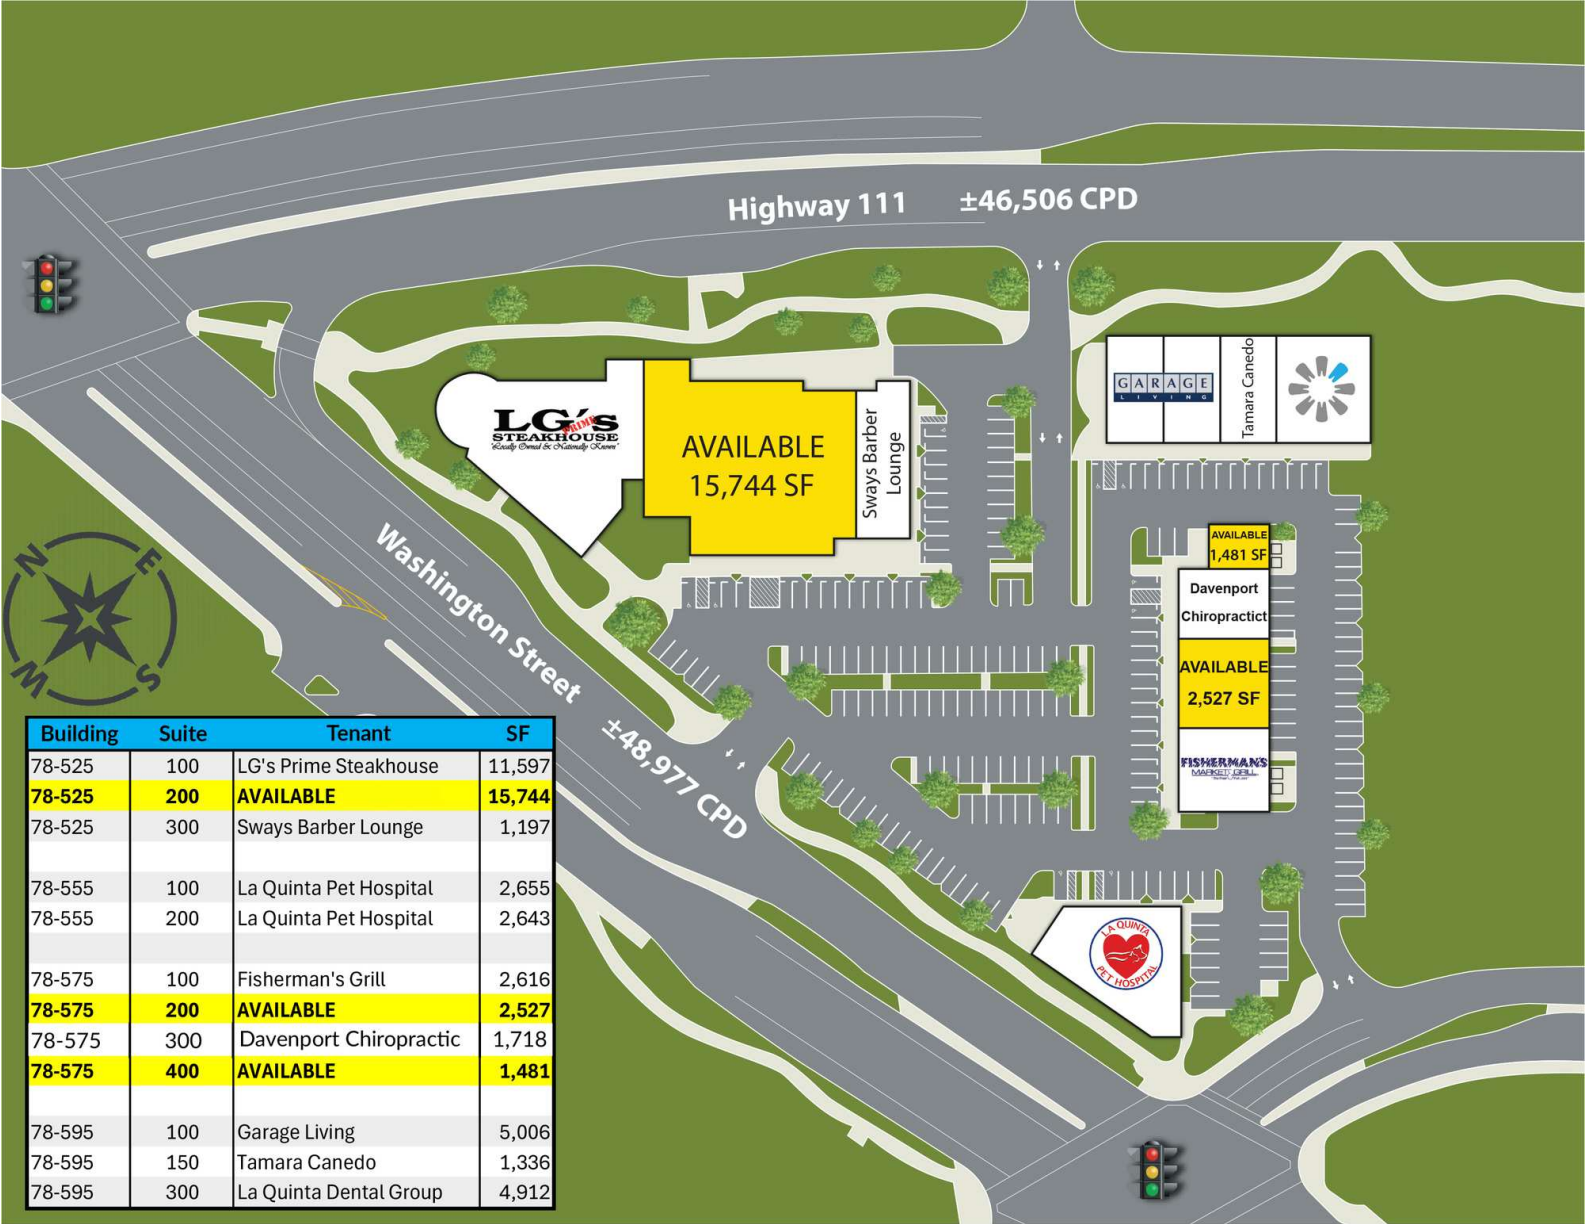 Highway 111 ±46,506 CPD
GARAGE
LIVING
Tamara Canedo
LG's
PRIME
STEAKHOUSE
"Locally Owned & Nationally Known"
AVAILABLE
15,744 SF
Sways Barber
Lounge
AVAILABLE
1,481 SF
Davenport
Chiropractict
AVAILABLE
2,527 SF
FISHERMAN'S
MARKET & GRILL
Washington Street ±48,977 CPD
N
E
W
S
LA QUINTA
PET HOSPITAL
Building Suite Tenant SF
78-525 100 LG's Prime Steakhouse 11,597
78-525 200 AVAILABLE 15,744
78-525 300 Sways Barber Lounge 1,197
78-555 100 La Quinta Pet Hospital 2,655
78-555 200 La Quinta Pet Hospital 2,643
78-575 100 Fisherman's Grill 2,616
78-575 200 AVAILABLE 2,527
78-575 300 Davenport Chiropractic 1,718
78-575 400 AVAILABLE 1,481
78-595 100 Garage Living 5,006
78-595 150 Tamara Canedo 1,336
78-595 300 La Quinta Dental Group 4,912